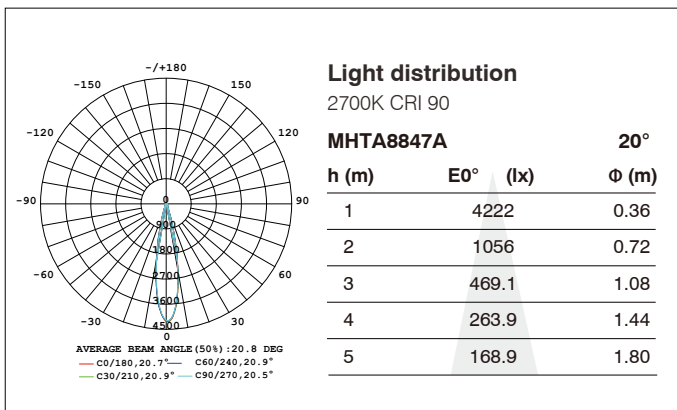 -/+180
-150 150
-120 120
-90 90
-60 60
-30 30
0
0
900
1800
2700
3600
4500
AVERAGE BEAM ANGLE(50%):20.8 DEG
C0/180,20.7° C60/240,20.9°
C30/210,20.9° C90/270,20.5°
Light distribution
2700K CRI 90
MHTA8847A 20°
h (m) E0° (lx) Φ (m)
1 4222 0.36
2 1056 0.72
3 469.1 1.08
4 263.9 1.44
5 168.9 1.80